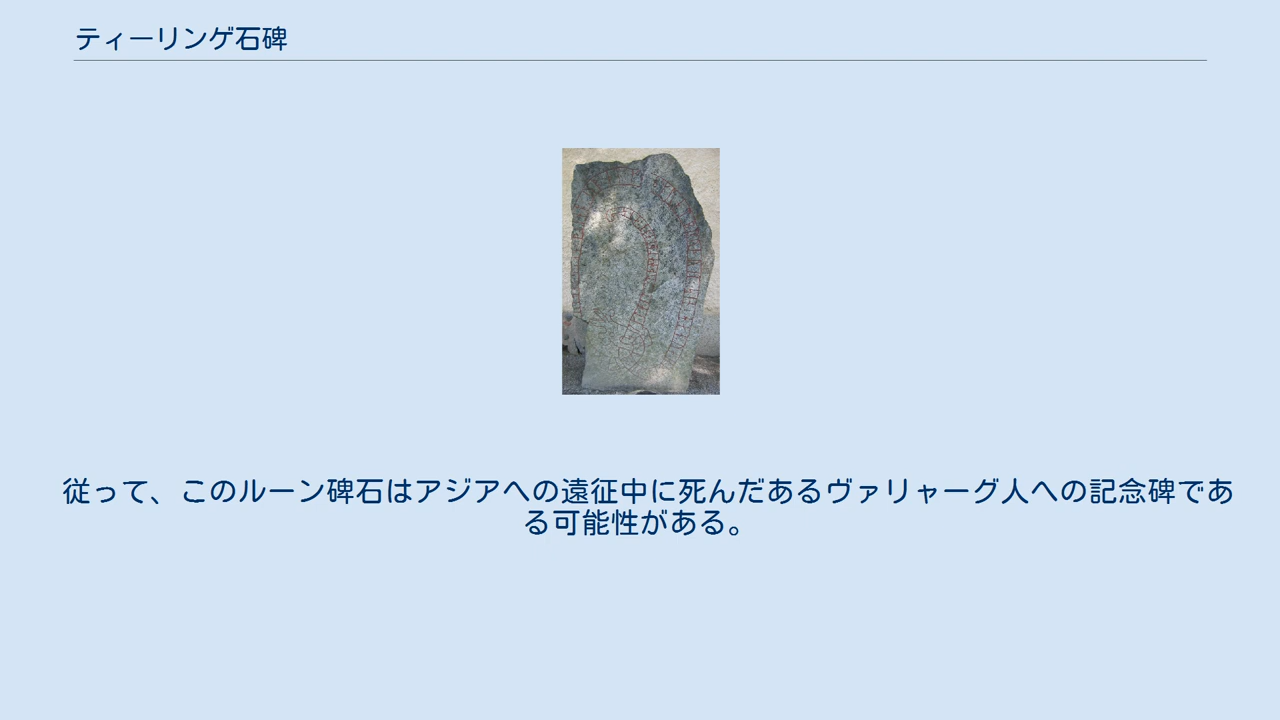 ティーリンゲ石碑
従って、このルーン碑石はアジアへの遠征中に死んだあるヴァリャーグ人への記念碑であ
る可能性がある。